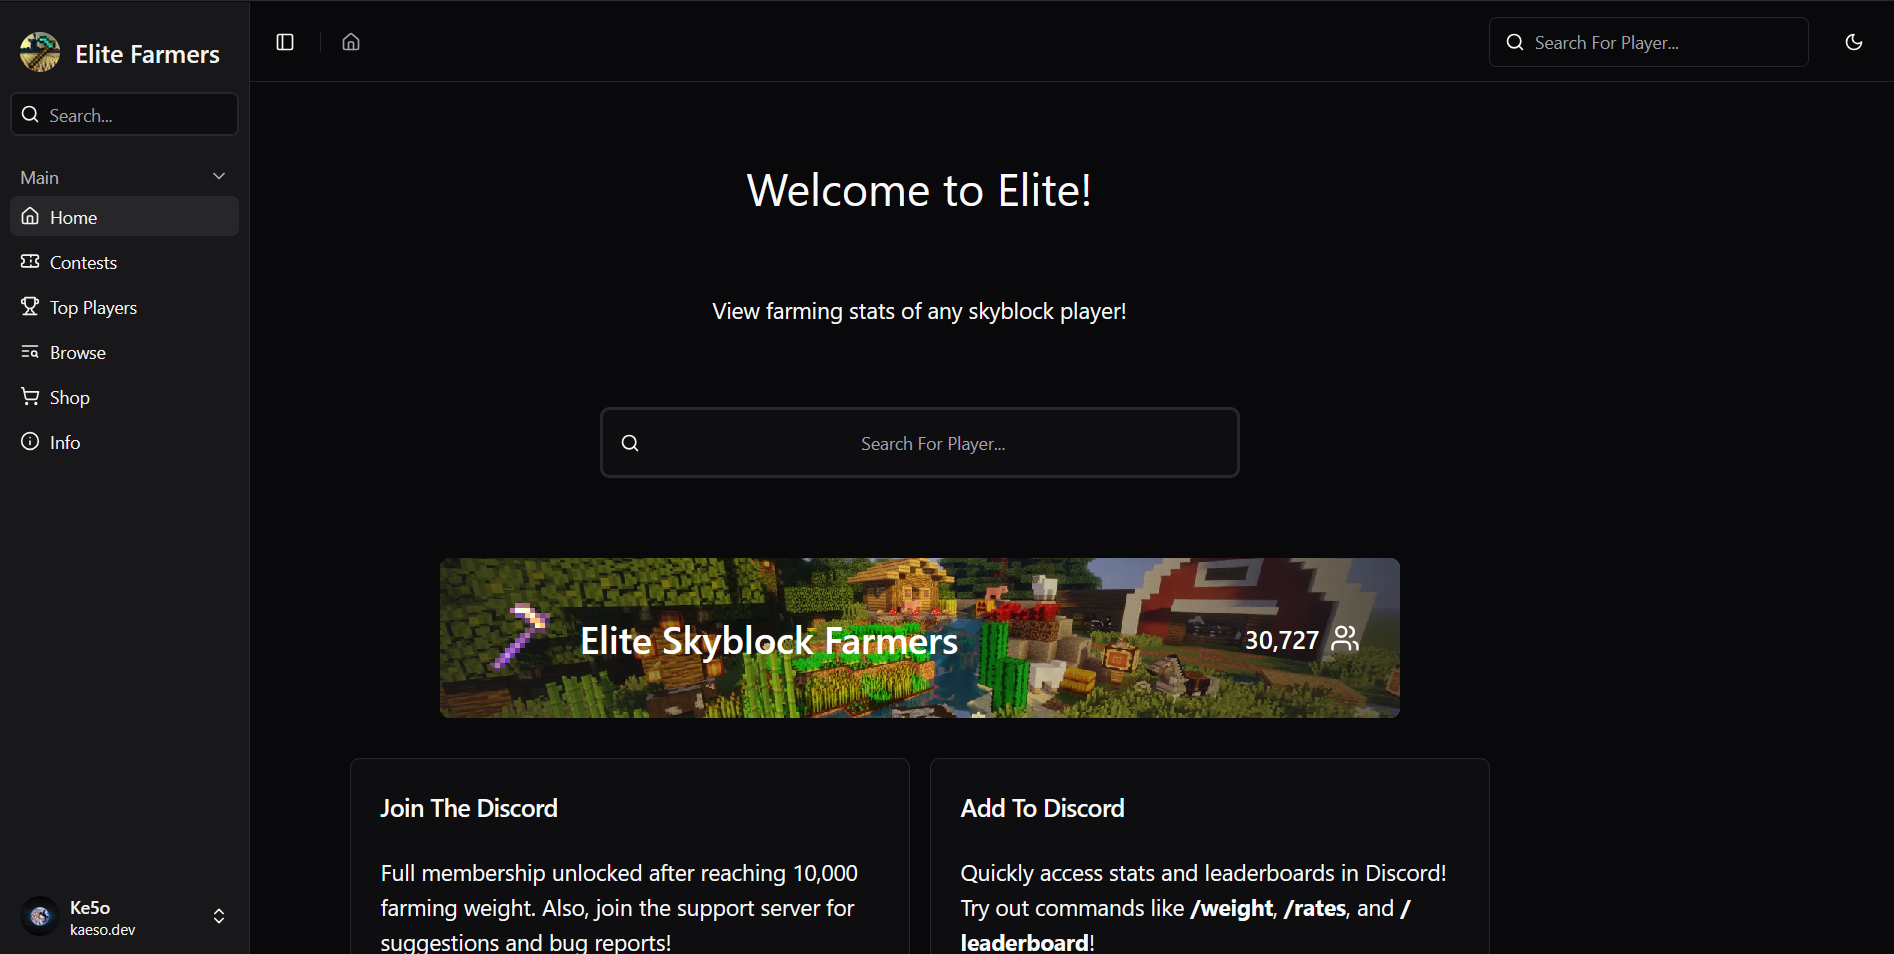 Elite Farmers
Search...
Main
Home
Contests
Top Players
Browse
Shop
Info
Ke5o
kaeso.dev
Search For Player...
Welcome to Elite!
View farming stats of any skyblock player!
Search For Player...
Elite Skyblock Farmers
30,727
Join The Discord
Full membership unlocked after reaching 10,000
farming weight. Also, join the support server for
suggestions and bug reports!
Add To Discord
Quickly access stats and leaderboards in Discord!
Try out commands like /weight, /rates, and /
leaderboard!